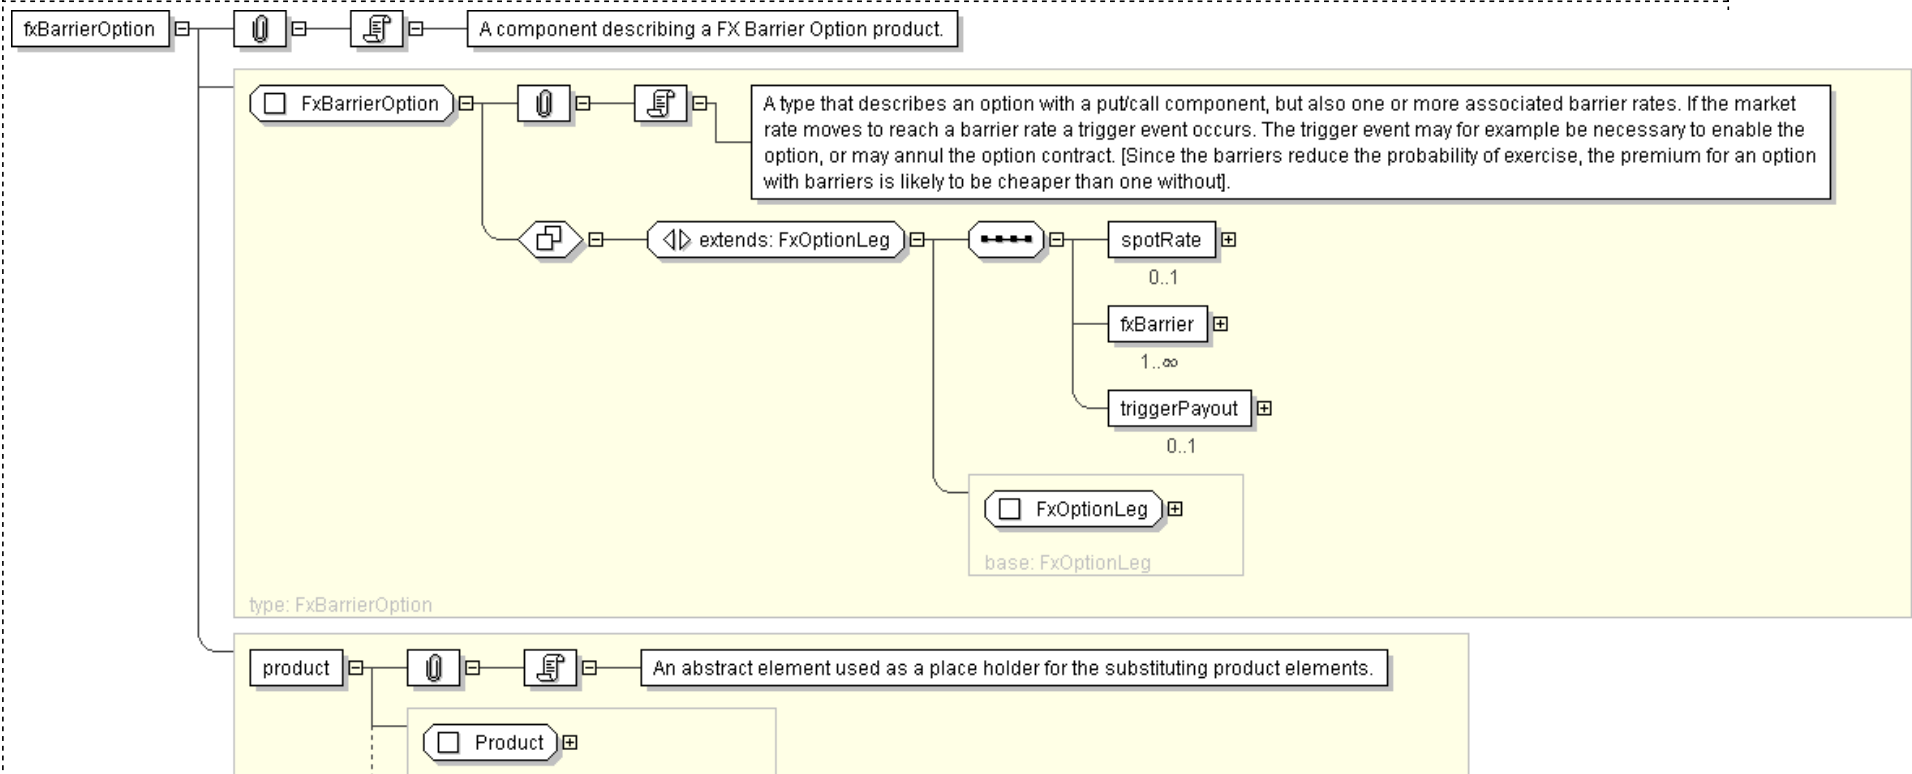 fxBarrierOption
A component describing a FX Barrier Option product.
FxBarrierOption
A type that describes an option with a put/call component, but also one or more associated barrier rates. If the market
rate moves to reach a barrier rate a trigger event occurs. The trigger event may for example be necessary to enable the
option, or may annul the option contract. [Since the barriers reduce the probability of exercise, the premium for an option
with barriers is likely to be cheaper than one without].
extends: FxOptionLeg
spotRate
0..1
fxBarrier
1..∞
triggerPayout
0..1
FxOptionLeg
base: FxOptionLeg
type: FxBarrierOption
product
An abstract element used as a place holder for the substituting product elements.
Product